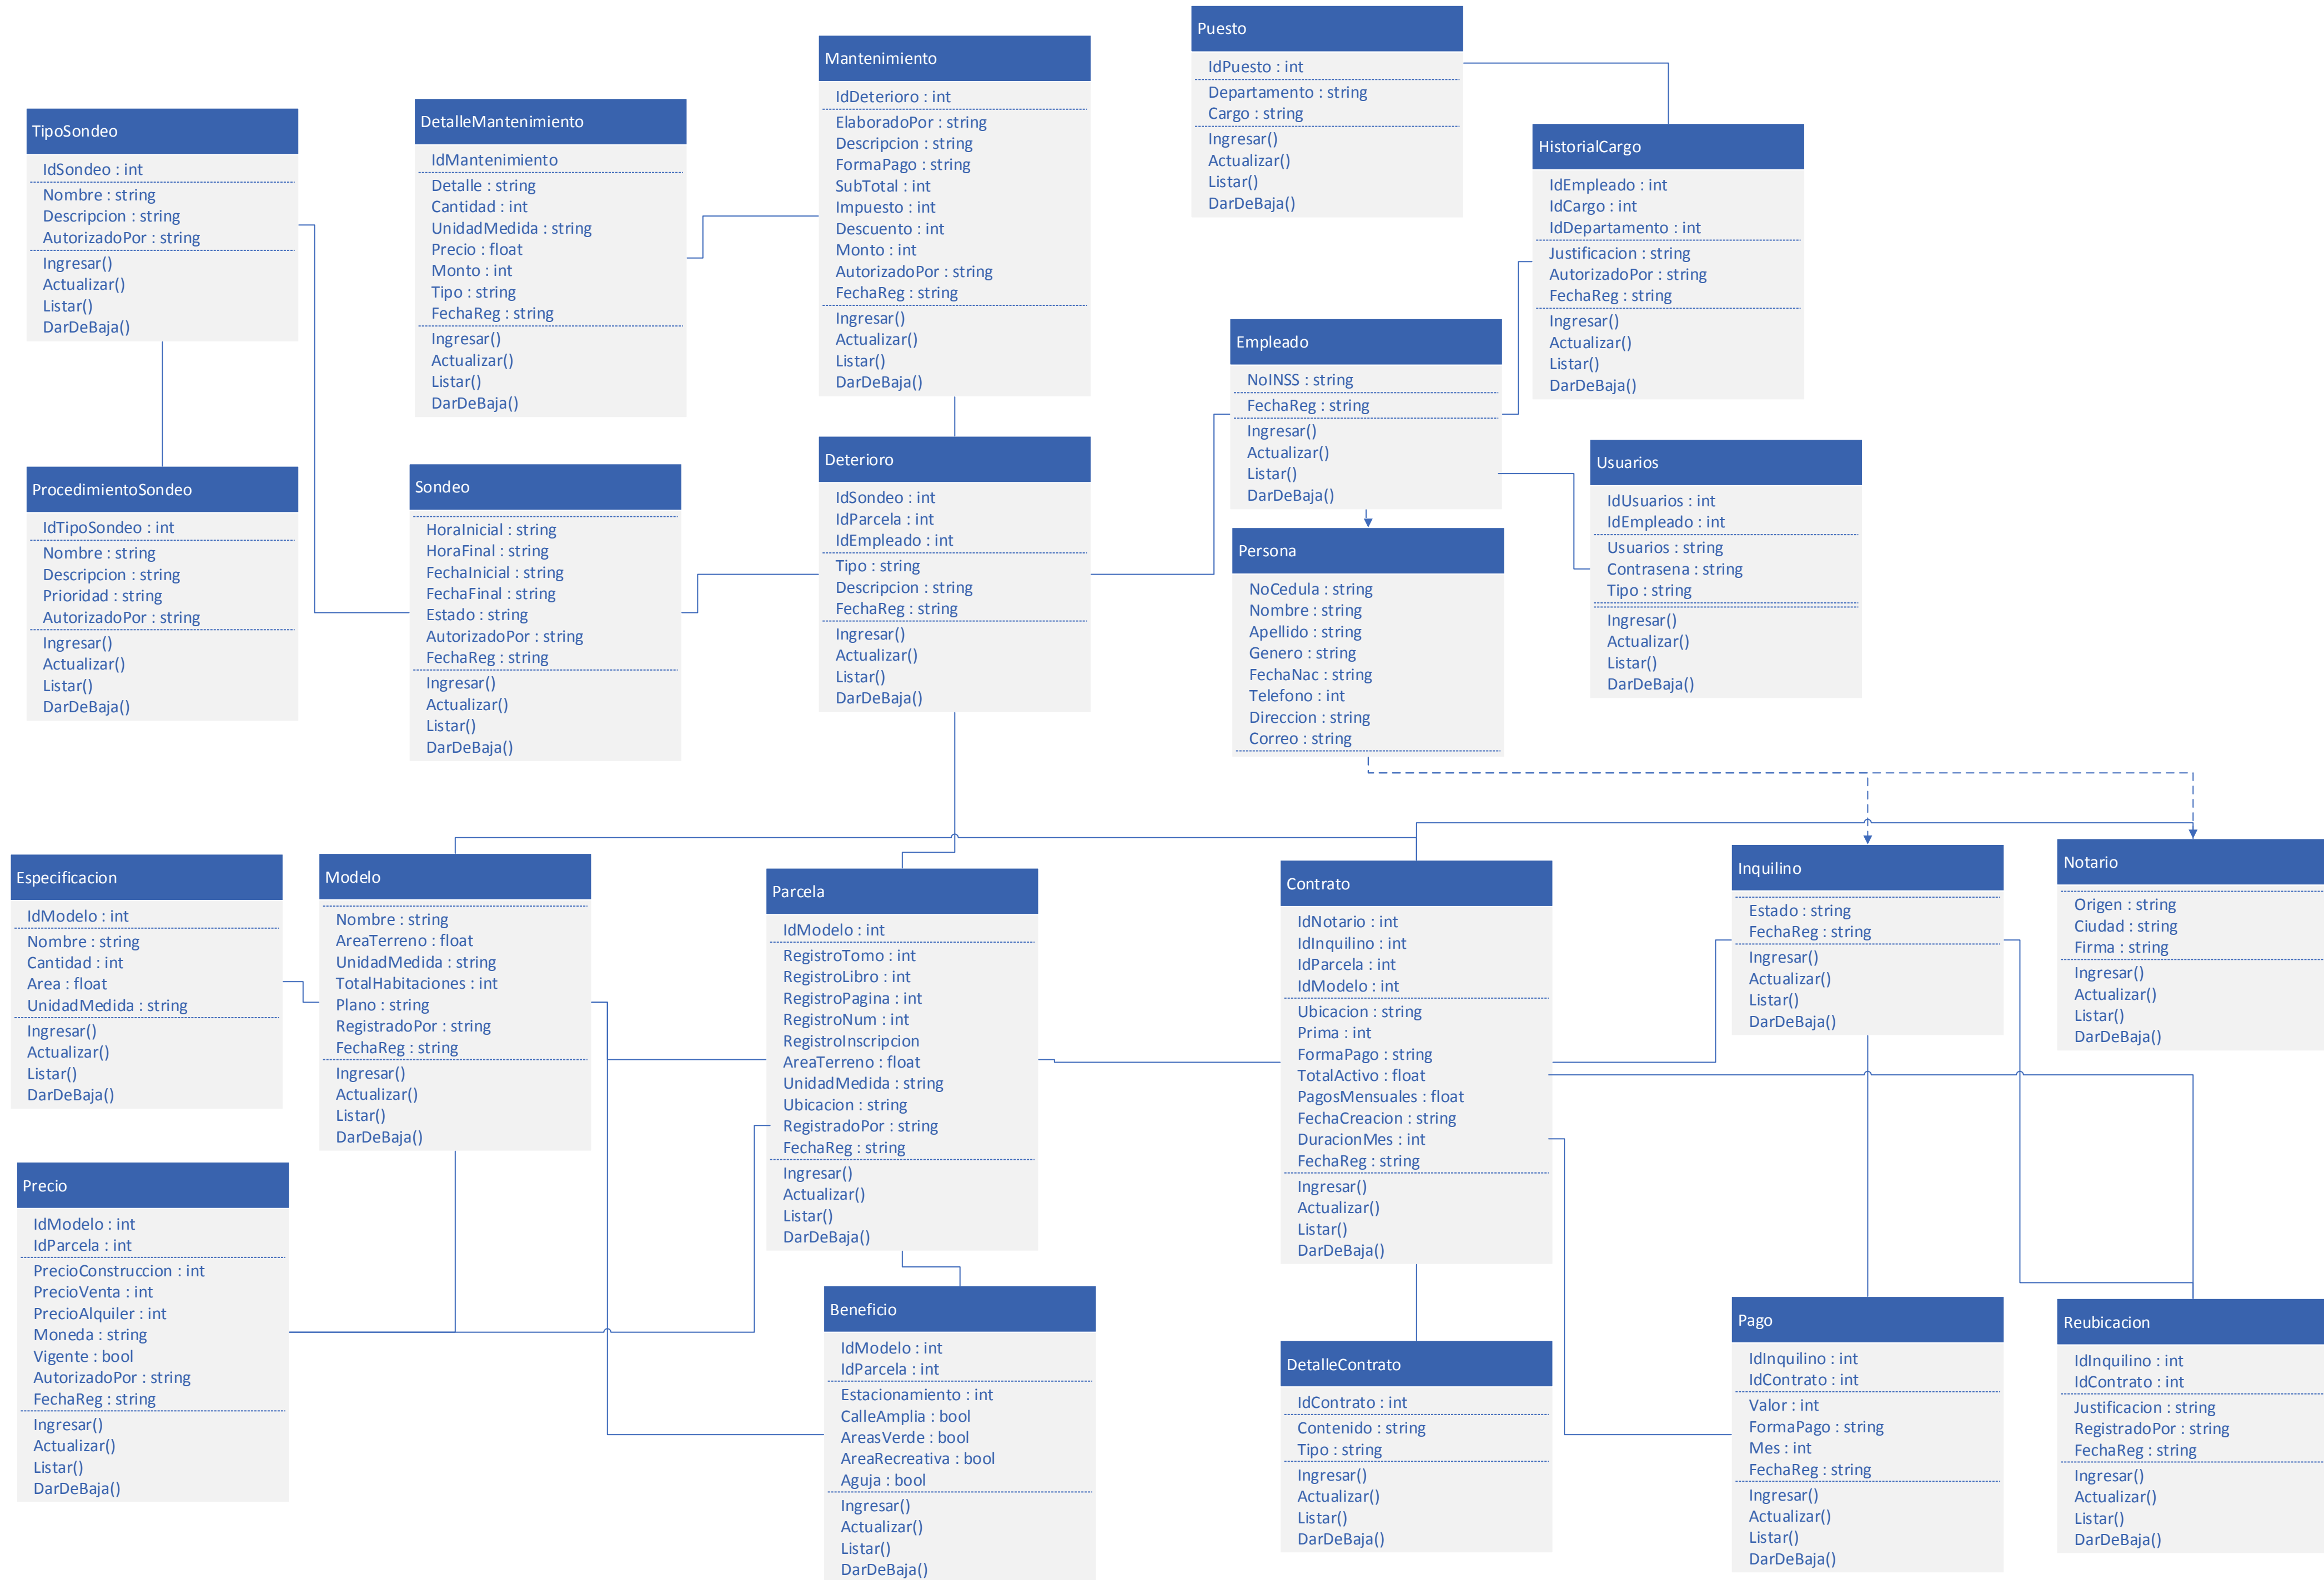 Puesto
IdPuesto : int
Departamento : string
Cargo : string
Ingresar()
Actualizar()
Listar()
DarDeBaja()
Mantenimiento
IdDeterioro : int
ElaboradoPor : string
Descripcion : string
FormaPago : string
SubTotal : int
Impuesto : int
Descuento : int
Monto : int
AutorizadoPor : string
FechaReg : string
Ingresar()
Actualizar()
Listar()
DarDeBaja()
DetalleMantenimiento
IdMantenimiento
Detalle : string
Cantidad : int
UnidadMedida : string
Precio : float
Monto : int
Tipo : string
FechaReg : string
Ingresar()
Actualizar()
Listar()
DarDeBaja()
TipoSondeo
IdSondeo : int
Nombre : string
Descripcion : string
AutorizadoPor : string
Ingresar()
Actualizar()
Listar()
DarDeBaja()
HistorialCargo
IdEmpleado : int
IdCargo : int
IdDepartamento : int
Justificacion : string
AutorizadoPor : string
FechaReg : string
Ingresar()
Actualizar()
Listar()
DarDeBaja()
Empleado
NoINSS : string
FechaReg : string
Ingresar()
Actualizar()
Listar()
DarDeBaja()
Usuarios
IdUsuarios : int
IdEmpleado : int
Usuarios : string
Contrasena : string
Tipo : string
Ingresar()
Actualizar()
Listar()
DarDeBaja()
ProcedimientoSondeo
IdTipoSondeo : int
Nombre : string
Descripcion : string
Prioridad : string
AutorizadoPor : string
Ingresar()
Actualizar()
Listar()
DarDeBaja()
Sondeo
HoraInicial : string
HoraFinal : string
FechaInicial : string
FechaFinal : string
Estado : string
AutorizadoPor : string
FechaReg : string
Ingresar()
Actualizar()
Listar()
DarDeBaja()
Deterioro
IdSondeo : int
IdParcela : int
IdEmpleado : int
Tipo : string
Descripcion : string
FechaReg : string
Ingresar()
Actualizar()
Listar()
DarDeBaja()
Persona
NoCedula : string
Nombre : string
Apellido : string
Genero : string
FechaNac : string
Telefono : int
Direccion : string
Correo : string
Especificacion
IdModelo : int
Nombre : string
Cantidad : int
Area : float
UnidadMedida : string
Ingresar()
Actualizar()
Listar()
DarDeBaja()
Modelo
Nombre : string
AreaTerreno : float
UnidadMedida : string
TotalHabitaciones : int
Plano : string
RegistradoPor : string
FechaReg : string
Ingresar()
Actualizar()
Listar()
DarDeBaja()
Parcela
IdModelo : int
RegistroTomo : int
RegistroLibro : int
RegistroPagina : int
RegistroNum : int
RegistroInscripcion
AreaTerreno : float
UnidadMedida : string
Ubicacion : string
RegistradoPor : string
FechaReg : string
Ingresar()
Actualizar()
Listar()
DarDeBaja()
Contrato
IdNotario : int
IdInquilino : int
IdParcela : int
IdModelo : int
Ubicacion : string
Prima : int
FormaPago : string
TotalActivo : float
PagosMensuales : float
FechaCreacion : string
DuracionMes : int
FechaReg : string
Ingresar()
Actualizar()
Listar()
DarDeBaja()
Inquilino
Estado : string
FechaReg : string
Ingresar()
Actualizar()
Listar()
DarDeBaja()
Notario
Origen : string
Ciudad : string
Firma : string
Ingresar()
Actualizar()
Listar()
DarDeBaja()
Precio
IdModelo : int
IdParcela : int
PrecioConstruccion : int
PrecioVenta : int
PrecioAlquiler : int
Moneda : string
Vigente : bool
AutorizadoPor : string
FechaReg : string
Ingresar()
Actualizar()
Listar()
DarDeBaja()
Beneficio
IdModelo : int
IdParcela : int
Estacionamiento : int
CalleAmplia : bool
AreasVerde : bool
AreaRecreativa : bool
Aguja : bool
Ingresar()
Actualizar()
Listar()
DarDeBaja()
DetalleContrato
IdContrato : int
Contenido : string
Tipo : string
Ingresar()
Actualizar()
Listar()
DarDeBaja()
Pago
IdInquilino : int
IdContrato : int
Valor : int
FormaPago : string
Mes : int
FechaReg : string
Ingresar()
Actualizar()
Listar()
DarDeBaja()
Reubicacion
IdInquilino : int
IdContrato : int
Justificacion : string
RegistradoPor : string
FechaReg : string
Ingresar()
Actualizar()
Listar()
DarDeBaja()